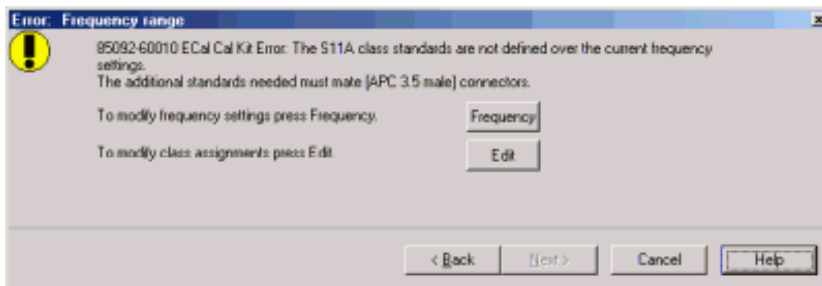 Error: Frequency range
85092-60010 ECal Cal Kit Error: The S11A class standards are not defined over the current frequency
settings.
The additional standards needed must mate [APC 3.5 male] connectors.
To modify frequency settings press Frequency.
Frequency
To modify class assignments press Edit
Edit
< Back
Next >
Cancel
Help